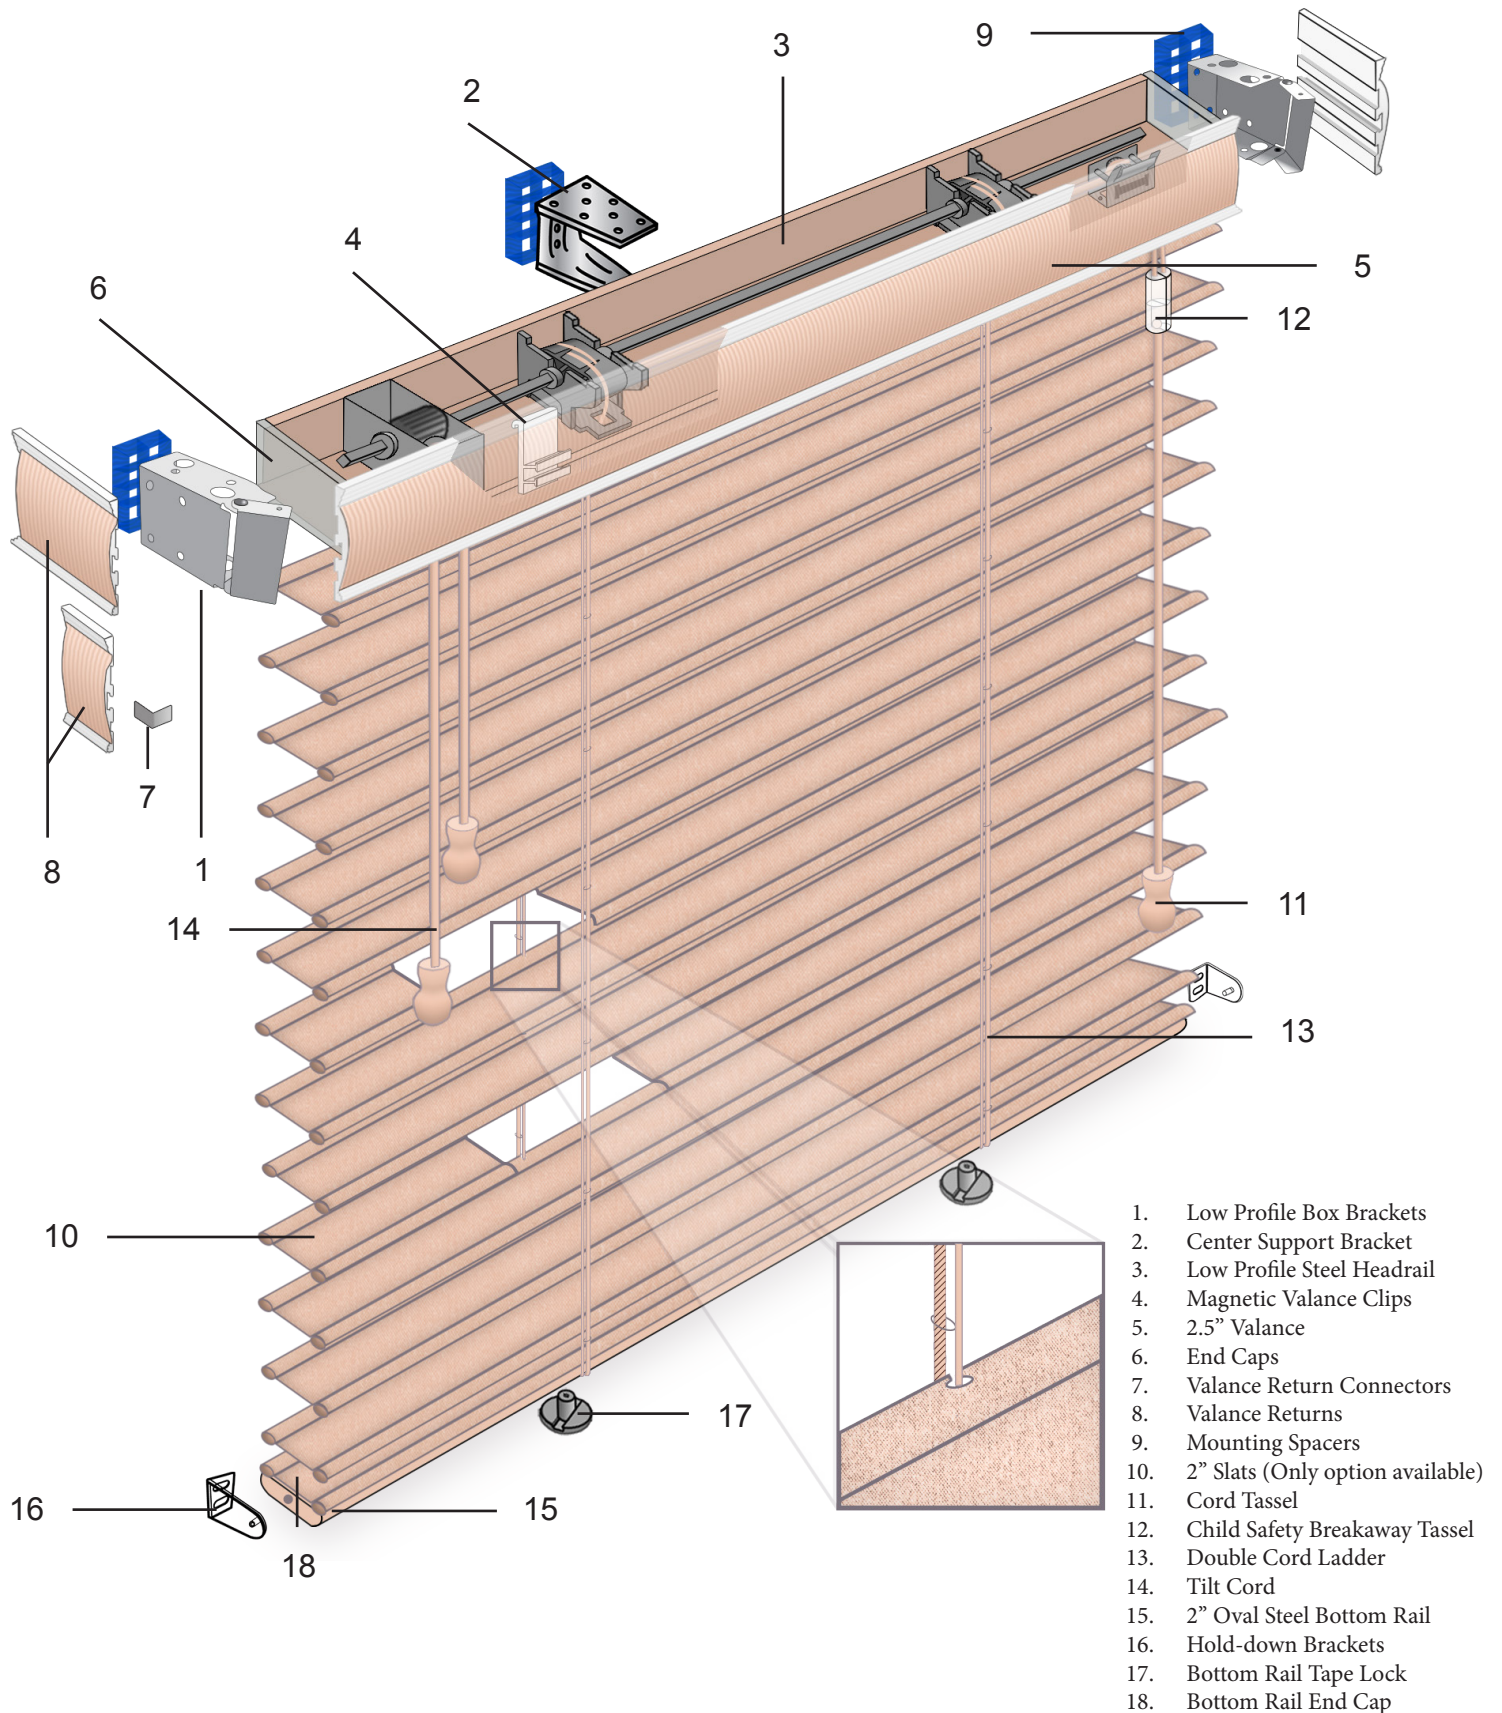 3
9
2
4
5
6
12
7
8
1
14
11
13
10
17
16
15
18
1. Low Profile Box Brackets
2. Center Support Bracket
3. Low Profile Steel Headrail
4. Magnetic Valance Clips
5. 2.5” Valance
6. End Caps
7. Valance Return Connectors
8. Valance Returns
9. Mounting Spacers
10. 2” Slats (Only option available)
11. Cord Tassel
12. Child Safety Breakaway Tassel
13. Double Cord Ladder
14. Tilt Cord
15. 2” Oval Steel Bottom Rail
16. Hold-down Brackets
17. Bottom Rail Tape Lock
18. Bottom Rail End Cap